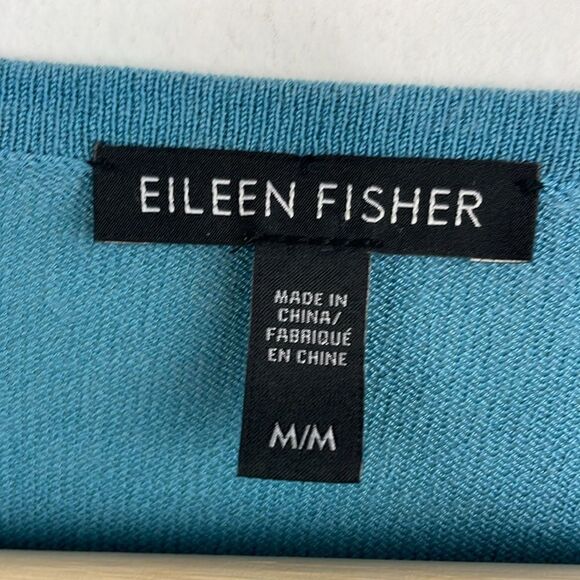 EILEEN FISHER
MADE IN
CHINA/
FABRIQUÉ
EN CHINE
M/M